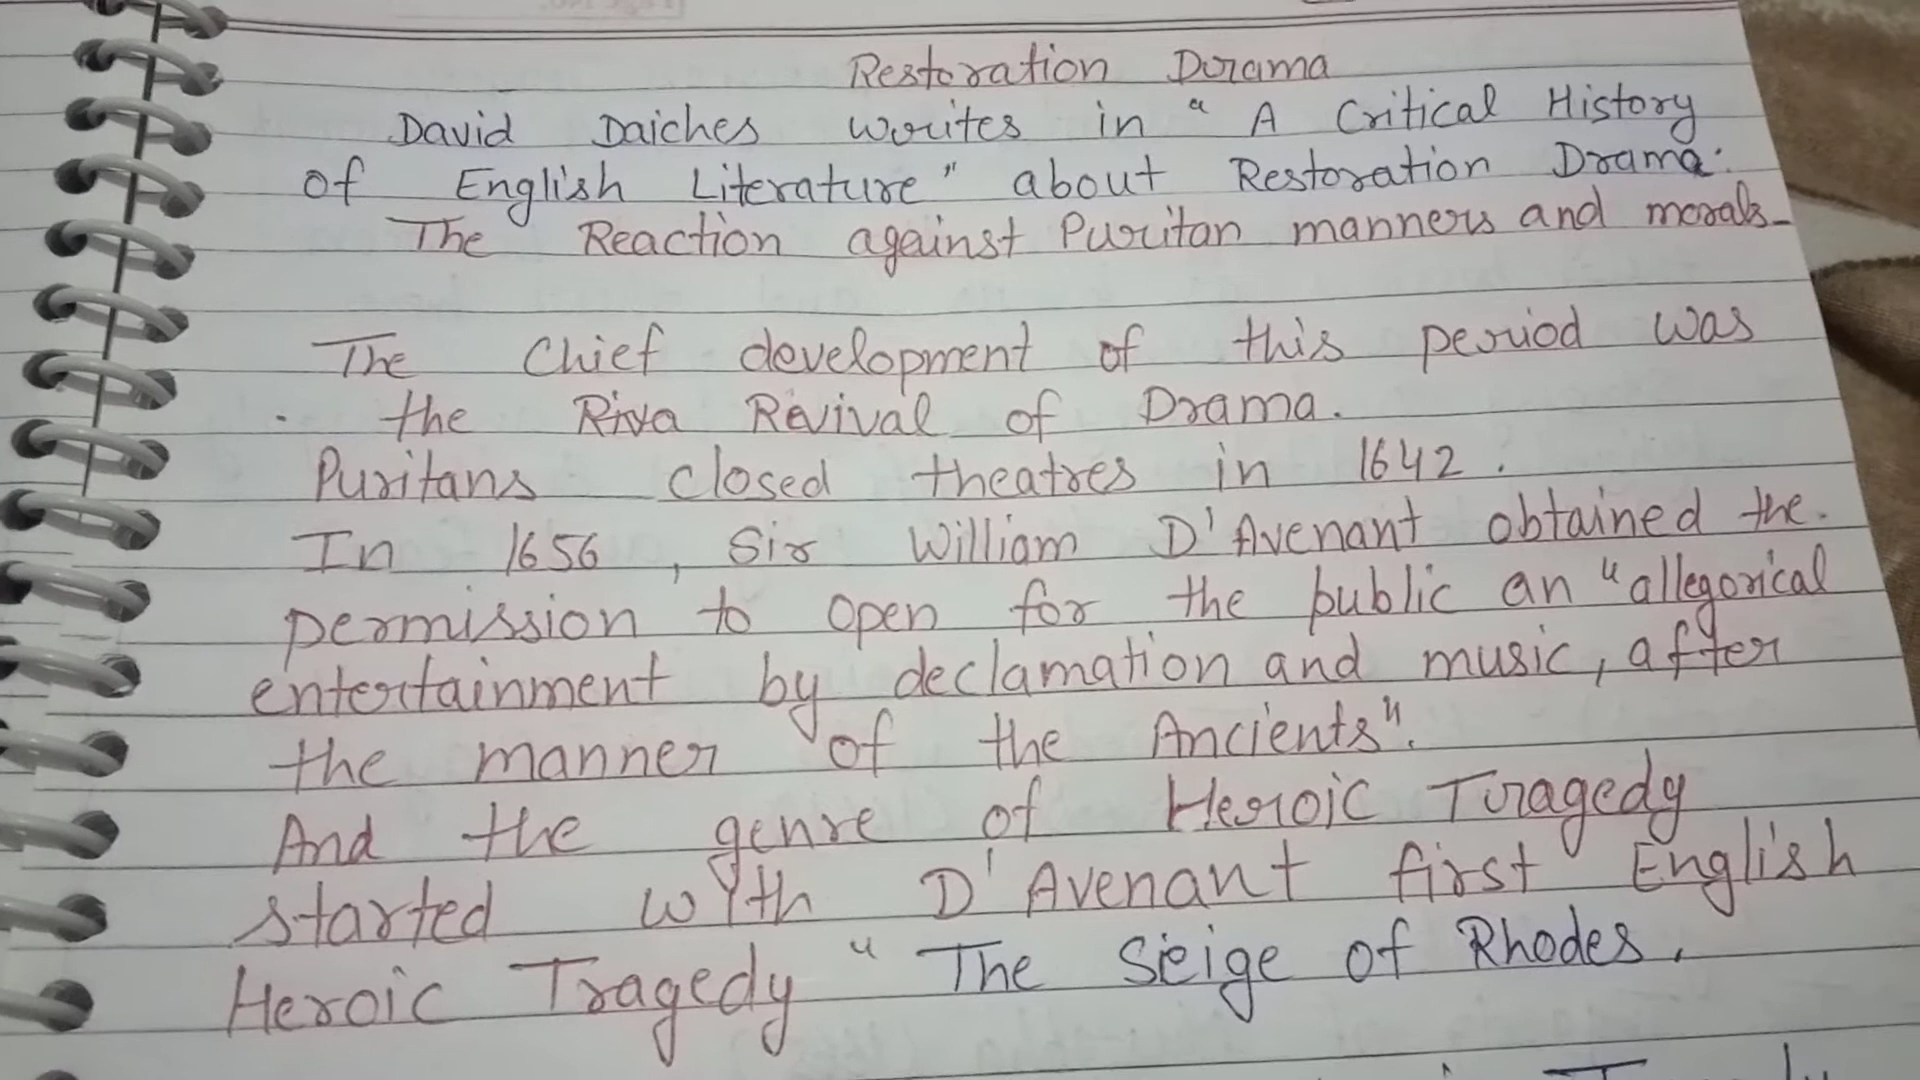 Restoration Drama
David Daiches writes in "A Critical History
of English Literature" about Restoration Drama.
The Reaction against Puritan manners and morals-
The Chief development of this period was
the Riva Revival of Drama.
Puritans closed theatres in 1642.
In 1656, Sir William D'Avenant obtained the
permission to open for the public an "allegorical
entertainment by declamation and music, after
the manner of the Ancients".
And the genre of Heroic Tragedy
started with D'Avenant first English
Heroic Tragedy "The Seige of Rhodes.